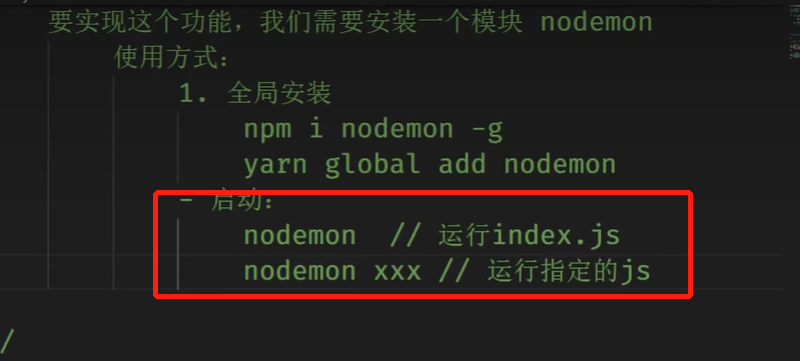 要实现这个功能，我们需要安装一个模块 nodemon
使用方式：
1. 全局安装
npm i nodemon -g
yarn global add nodemon
- 启动：
nodemon // 运行index.js
nodemon xxx // 运行指定的js
/